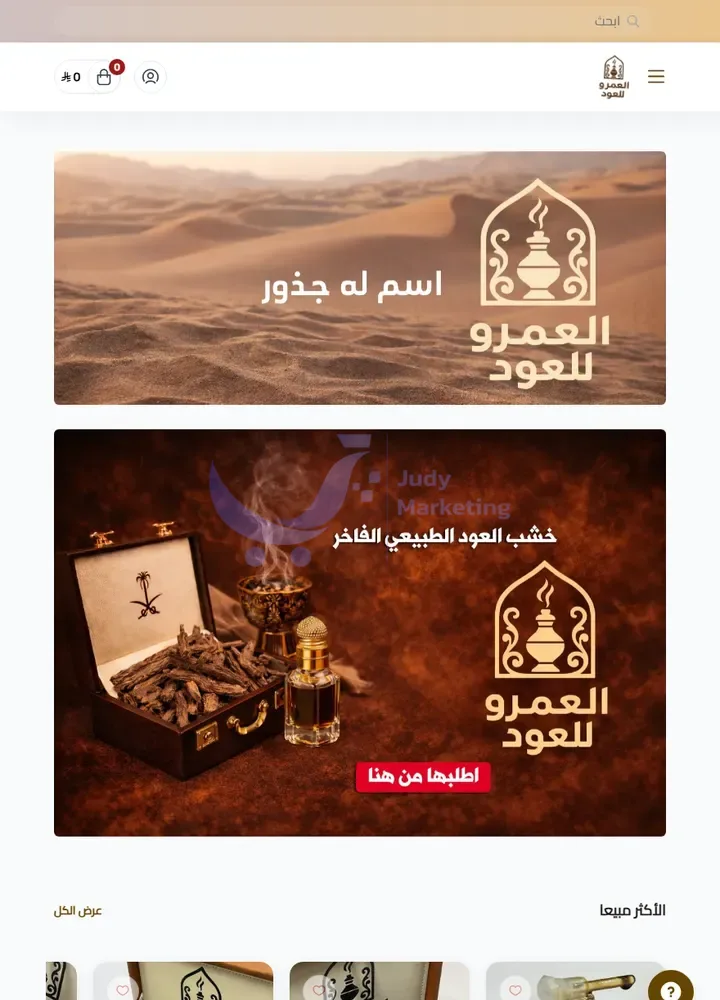 ابحث
العمرو
للعود
0
0
اسم له جذور
العمرو
للعود
Judy
Marketing
خشب العود الطبيعي الفاخر
العمرو
للعود
اطلبها من هنا
الأكثر مبيعا
عرض الكل
?